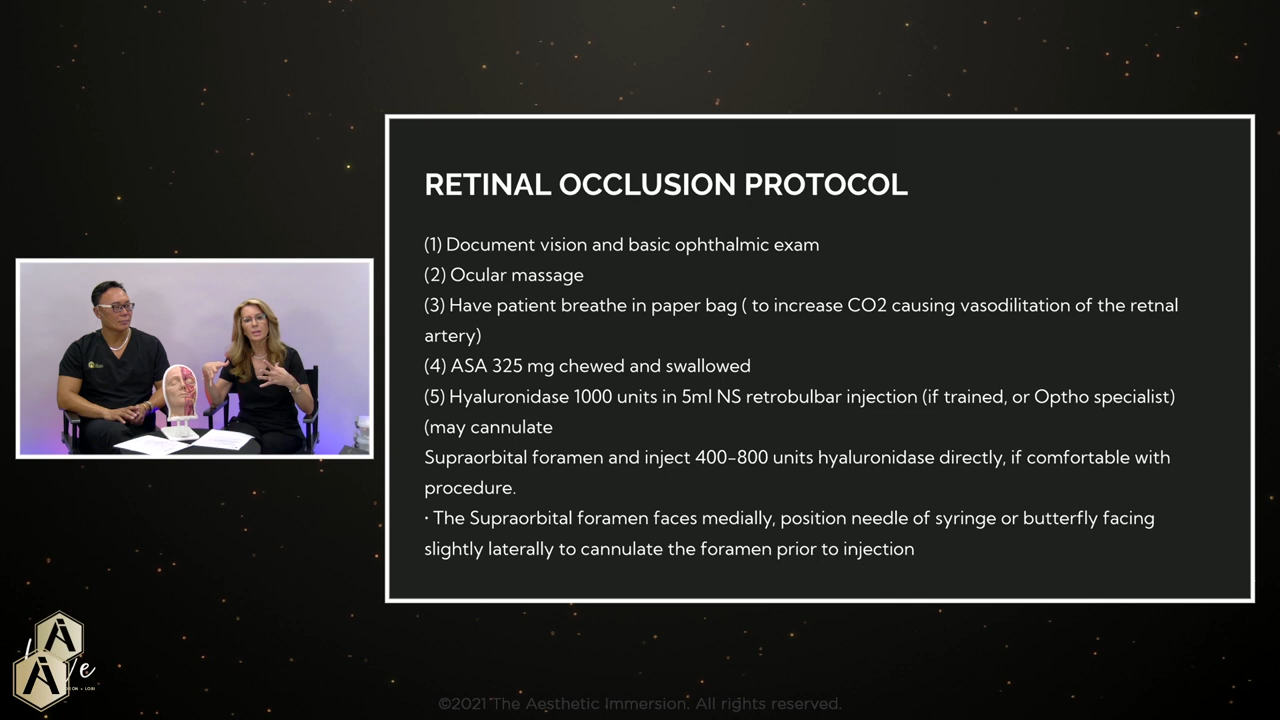 RETINAL OCCLUSION PROTOCOL
(1) Document vision and basic ophthalmic exam
(2) Ocular massage
(3) Have patient breathe in paper bag ( to increase CO2 causing vasodilitation of the retnal
artery)
(4) ASA 325 mg chewed and swallowed
(5) Hyaluronidase 1000 units in 5ml NS retrobulbar injection (if trained, or Optho specialist)
(may cannulate
Supraorbital foramen and inject 400-800 units hyaluronidase directly, if comfortable with
procedure.
· The Supraorbital foramen faces medially, position needle of syringe or butterfly facing
slightly laterally to cannulate the foramen prior to injection
©2021 The Aesthetic Immersion. All rights reserved.